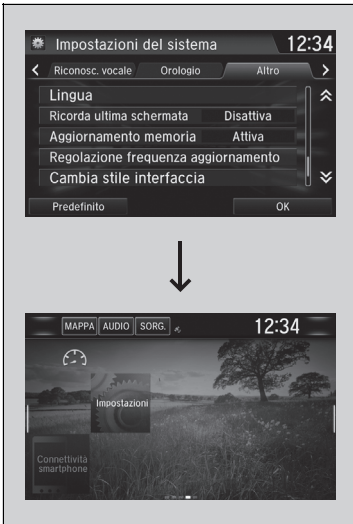 Impostazioni del sistema 12:34
Riconosc. vocale Orologio Altro
Lingua
Ricorda ultima schermata Disattiva
Aggiornamento memoria Attiva
Regolazione frequenza aggiornamento
Cambia stile interfaccia
Predefinito OK
MAPPA AUDIO SORG. 12:34
Impostazioni
Connettività
smartphone